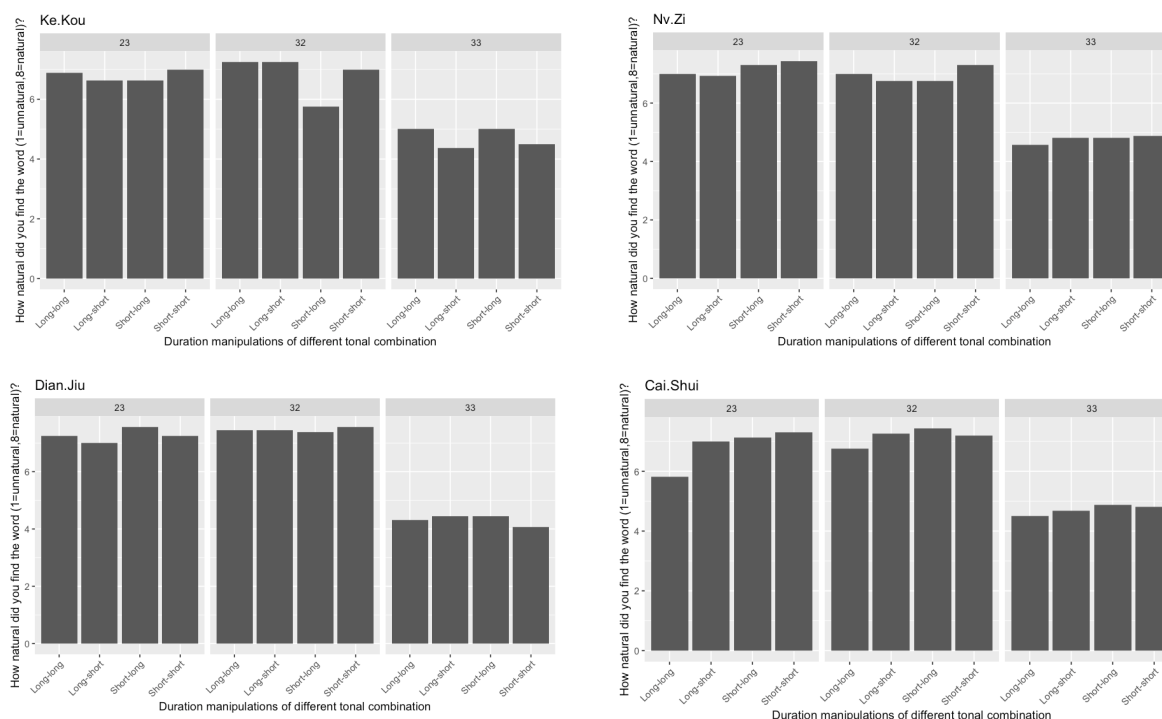 Ke.Kou
How natural did you find the word (1=unnatural,8=natural)?
23
32
33
6
4
2
0
Long-long
Long-short
Short-long
Short-short
Long-long
Long-short
Short-long
Short-short
Long-long
Long-short
Short-long
Short-short
Duration manipulations of different tonal combination
Nv.Zi
How natural did you find the word (1=unnatural,8=natural)?
23
32
33
6
4
2
0
Long-long
Long-short
Short-long
Short-short
Long-long
Long-short
Short-long
Short-short
Long-long
Long-short
Short-long
Short-short
Duration manipulations of different tonal combination
Dian.Jiu
How natural did you find the word (1=unnatural,8=natural)?
23
32
33
6
4
2
0
Long-long
Long-short
Short-long
Short-short
Long-long
Long-short
Short-long
Short-short
Long-long
Long-short
Short-long
Short-short
Duration manipulations of different tonal combination
Cai.Shui
How natural did you find the word (1=unnatural,8=natural)?
23
32
33
6
4
2
0
Long-long
Long-short
Short-long
Short-short
Long-long
Long-short
Short-long
Short-short
Long-long
Long-short
Short-long
Short-short
Duration manipulations of different tonal combination